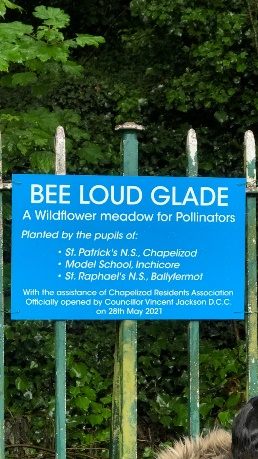 BEE LOUD GLADE
A Wildflower meadow for Pollinators
Planted by the pupils of:
• St. Patrick's N.S., Chapelizod
• Model School, Inchicore
• St. Raphael's N.S., Ballyfermot
With the assistance of Chapelizod Residents Association
Officially opened by Councillor Vincent Jackson D.C.C.
on 28th May 2021